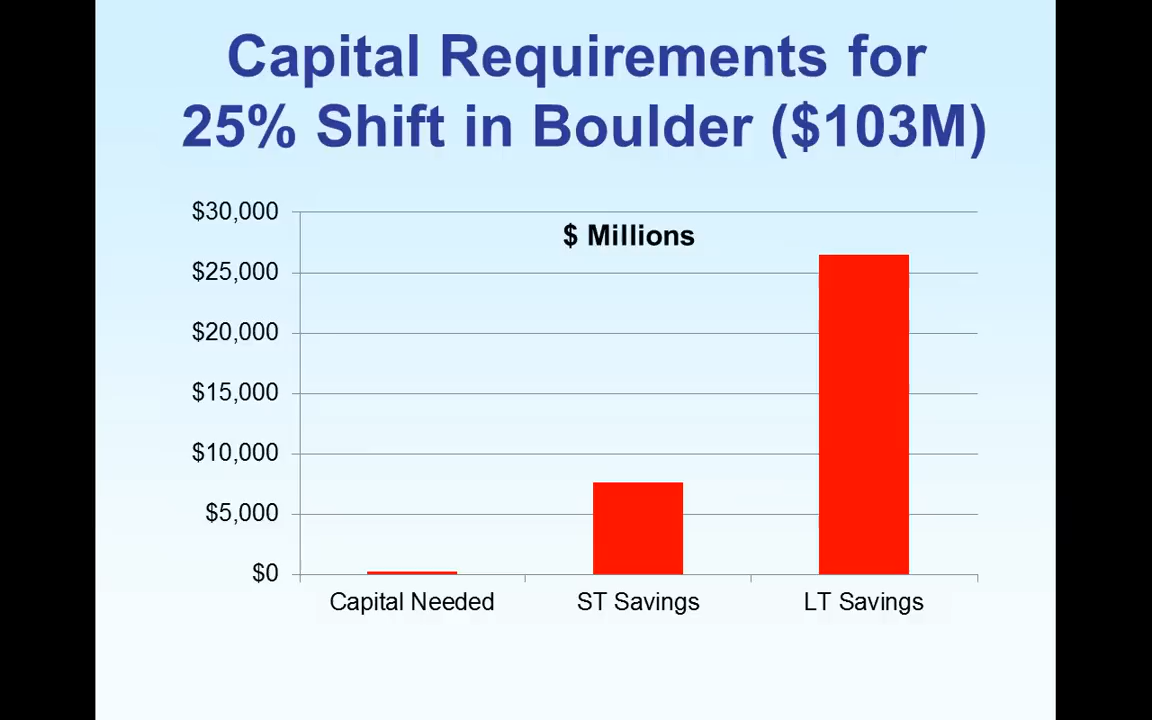 Capital Requirements for
25% Shift in Boulder ($103M)
$ Millions
$30,000
$25,000
$20,000
$15,000
$10,000
$5,000
$0
Capital Needed
ST Savings
LT Savings